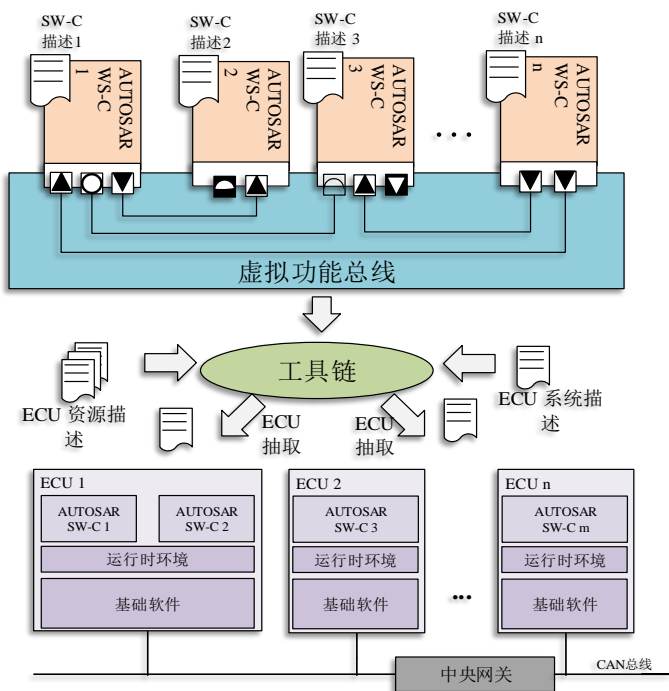 SW-C
描述1
SW-C
描述2
SW-C
描述 3
SW-C
描述 n
AUTOSAR
WS-C
1
AUTOSAR
WS-C
2
AUTOSAR
WS-C
3
AUTOSAR
WS-C
n
...
虚拟功能总线
工具链
ECU 资源描
述
ECU 系统描
述
ECU
抽取
ECU
抽取
ECU 1
AUTOSAR
SW-C 1
AUTOSAR
SW-C 2
运行时环境
基础软件
ECU 2
AUTOSAR
SW-C 3
运行时环境
基础软件
...
ECU n
AUTOSAR
SW-C m
运行时环境
基础软件
中央网关
CAN总线